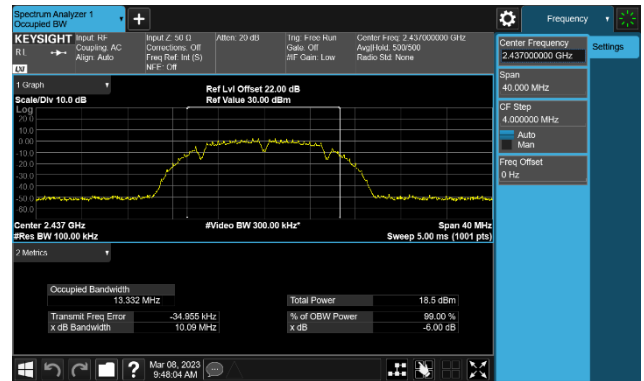 Spectrum Analyzer 1
Occupied BW
+
Frequency
KEYSIGHT
RL
LXI
Input: RF
Coupling: AC
Align: Auto
Input Z: 50 Ω
Corrections: Off
Freq Ref: Int (S)
NFE: Off
Atten: 20 dB
Trig: Free Run
Gate: Off
#IF Gain: Low
Center Freq: 2.437000000 GHz
Avg|Hold: 500/500
Radio Std: None
Center Frequency
2.437000000 GHz
Settings
Span
40.000 MHz
CF Step
4.000000 MHz
Auto
Man
Freq Offset
0 Hz
1 Graph
Scale/Div 10.0 dB
Ref Lvl Offset 22.00 dB
Ref Value 30.00 dBm
Log
20.0
10.0
0.00
-10.0
-20.0
-30.0
-40.0
-50.0
-60.0
Center 2.437 GHz
#Res BW 100.00 kHz
#Video BW 300.00 kHz*
Span 40 MHz
Sweep 5.00 ms (1001 pts)
2 Metrics
Occupied Bandwidth
13.332 MHz
Total Power
18.5 dBm
Transmit Freq Error
-34.955 kHz
% of OBW Power
99.00 %
x dB Bandwidth
10.09 MHz
x dB
-6.00 dB
?
Mar 08, 2023
9:48:04 AM